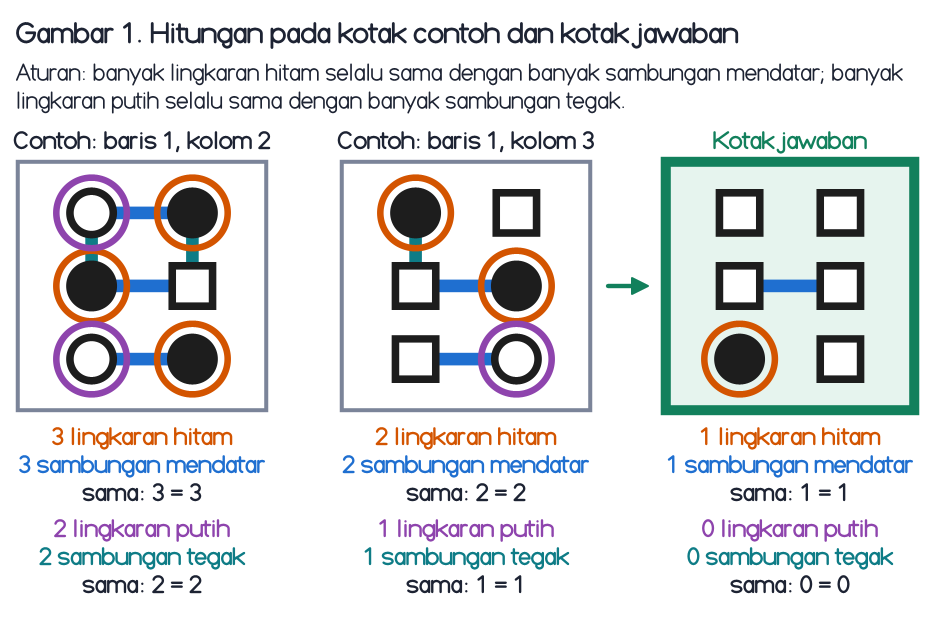 Gambar 1. Hitungan pada kotak contoh dan kotak jawaban
Aturan: banyak lingkaran hitam selalu sama dengan banyak sambungan mendatar; banyak
lingkaran putih selalu sama dengan banyak sambungan tegak.
Contoh: baris 1, kolom 2
3 lingkaran hitam
3 sambungan mendatar
sama: 3 = 3
2 lingkaran putih
2 sambungan tegak
sama: 2 = 2
Contoh: baris 1, kolom 3
2 lingkaran hitam
2 sambungan mendatar
sama: 2 = 2
1 lingkaran putih
1 sambungan tegak
sama: 1 = 1
Kotak jawaban
1 lingkaran hitam
1 sambungan mendatar
sama: 1 = 1
0 lingkaran putih
0 sambungan tegak
sama: 0 = 0